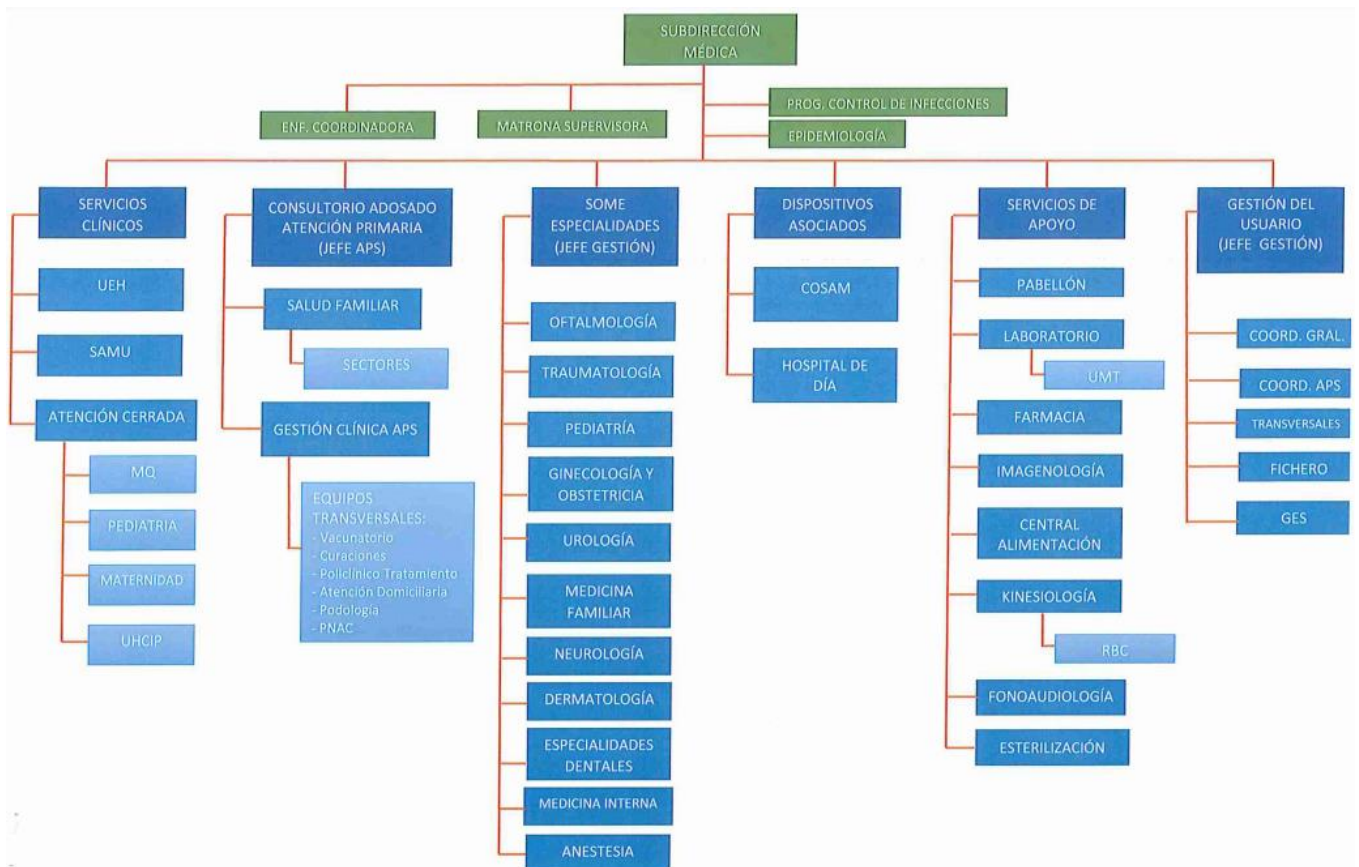 SUBDIRECCIÓN
MÉDICA
PROG. CONTROL DE INFECCIONES
ENF. COORDINADORA
MATRONA SUPERVISORA
EPIDEMIOLOGÍA
SERVICIOS
CLÍNICOS
UEH
SAMU
ATENCIÓN CERRADA
MQ
PEDIATRIA
MATERNIDAD
UHCIP
CONSULTORIO ADOSADO
ATENCIÓN PRIMARIA
(JEFE APS)
SALUD FAMILIAR
SECTORES
GESTIÓN CLÍNICA APS
EQUIPOS
TRANSVERSALES:
- Vacunatorio
- Curaciones
- Policlínico Tratamiento
- Atención Domiciliaria
- Podología
- PNAC
SOME
ESPECIALIDADES
(JEFE GESTIÓN)
OFTALMOLOGÍA
TRAUMATOLOGÍA
PEDIATRÍA
GINECOLOGÍA Y
OBSTETRICIA
UROLOGÍA
MEDICINA
FAMILIAR
NEUROLOGÍA
DERMATOLOGÍA
ESPECIALIDADES
DENTALES
MEDICINA INTERNA
ANESTESIA
DISPOSITIVOS
ASOCIADOS
COSAM
HOSPITAL DE
DÍA
SERVICIOS DE
APOYO
PABELLÓN
LABORATORIO
UMT
FARMACIA
IMAGENOLOGÍA
CENTRAL
ALIMENTACIÓN
KINESIOLOGÍA
RBC
FONOAUDIOLOGÍA
ESTERILIZACIÓN
GESTIÓN DEL
USUARIO
(JEFE GESTIÓN)
COORD. GRAL.
COORD. APS
TRANSVERSALES
FICHERO
GES